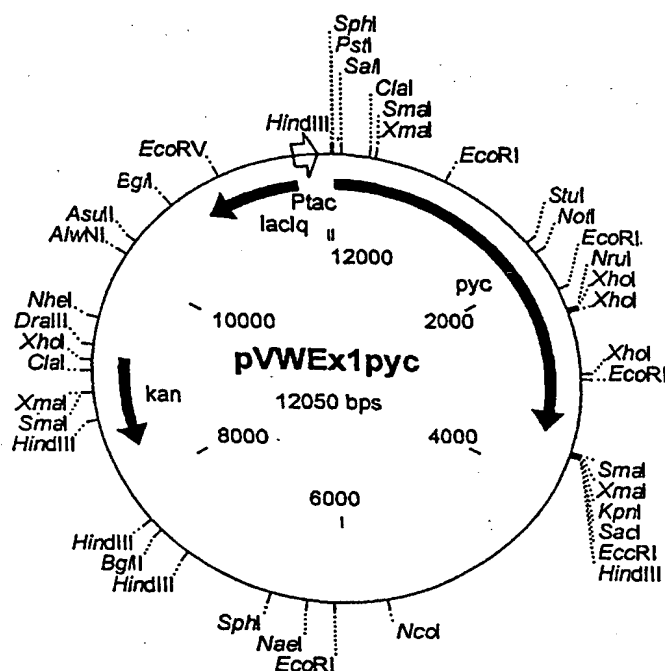 SphI
PstI
SalI
ClaI
SmaI
XmaI
HindIII
EcoRV
EcoRI
BglI
StuI
NotI
AsuII
AlwNI
EcoRI
NruI
XhoI
XhoI
Ptac
lacIq
12000
pyc
10000
2000
NheI
DraIII
XhoI
ClaI
pVWEx1pyc
12050 bps
XhoI
EcoRI
kan
XmaI
SmaI
HindIII
8000
4000
SmaI
XmaI
KpnI
SacI
EccRI
HindIII
6000
HindIII
BglII
HindIII
SphI
NaeI
EcoRI
NcoI